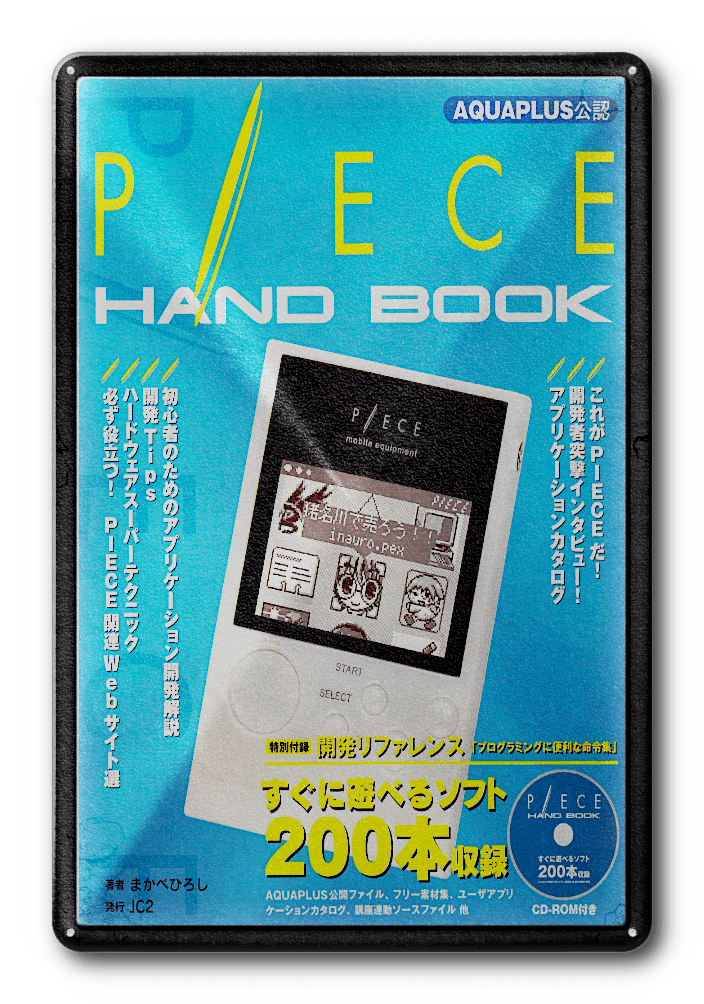 AQUAPLUS公認
P/ECE
HAND BOOK
これがP/ECEだ!
開発者突撃インタビュー!
アプリケーションカタログ
初心者のためのアプリケーション開発解説
開発Tips
ハードウェアスーパーテクニック
必ず役立つ! P/ECE関連Webサイト選
P/ECE
mobile equipment
P/ECE
猪名川で売ろう!!
inauro.pex
START
SELECT
特別付録 開発リファレンス「プログラミングに便利な命令集」
すぐに遊べるソフト
200本収録
P/ECE
HAND BOOK
すぐに遊べるソフト
200本収録
著者 まかべひろし
発行 JC2
AQUAPLUS公開ファイル、フリー素材集、ユーザアプリ
ケーションカタログ、講座連動ソースファイル 他
CD-ROM付き